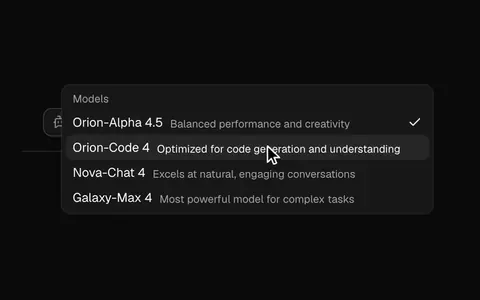 Models
Orion-Alpha 4.5 Balanced performance and creativity
Orion-Code 4 Optimized for code generation and understanding
Nova-Chat 4 Excels at natural, engaging conversations
Galaxy-Max 4 Most powerful model for complex tasks